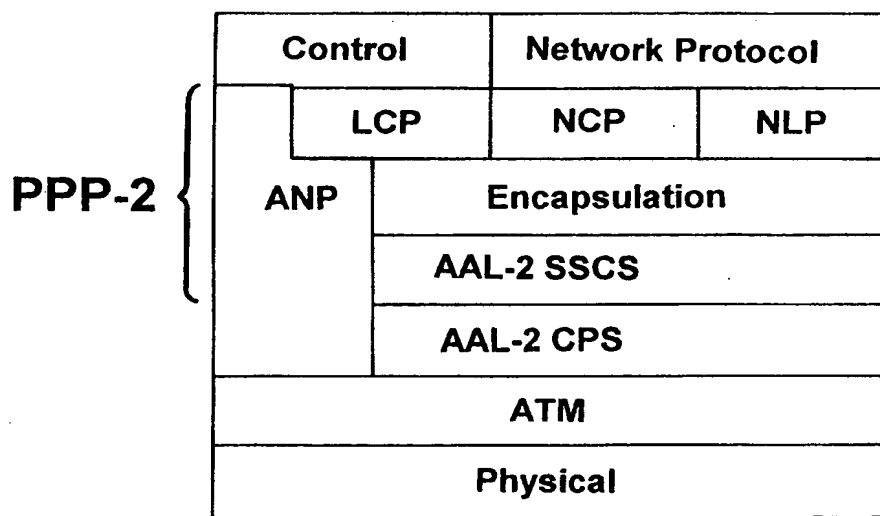 Control
Network Protocol
LCP
NCP
NLP
PPP-2
ANP
Encapsulation
AAL-2 SSCS
AAL-2 CPS
ATM
Physical